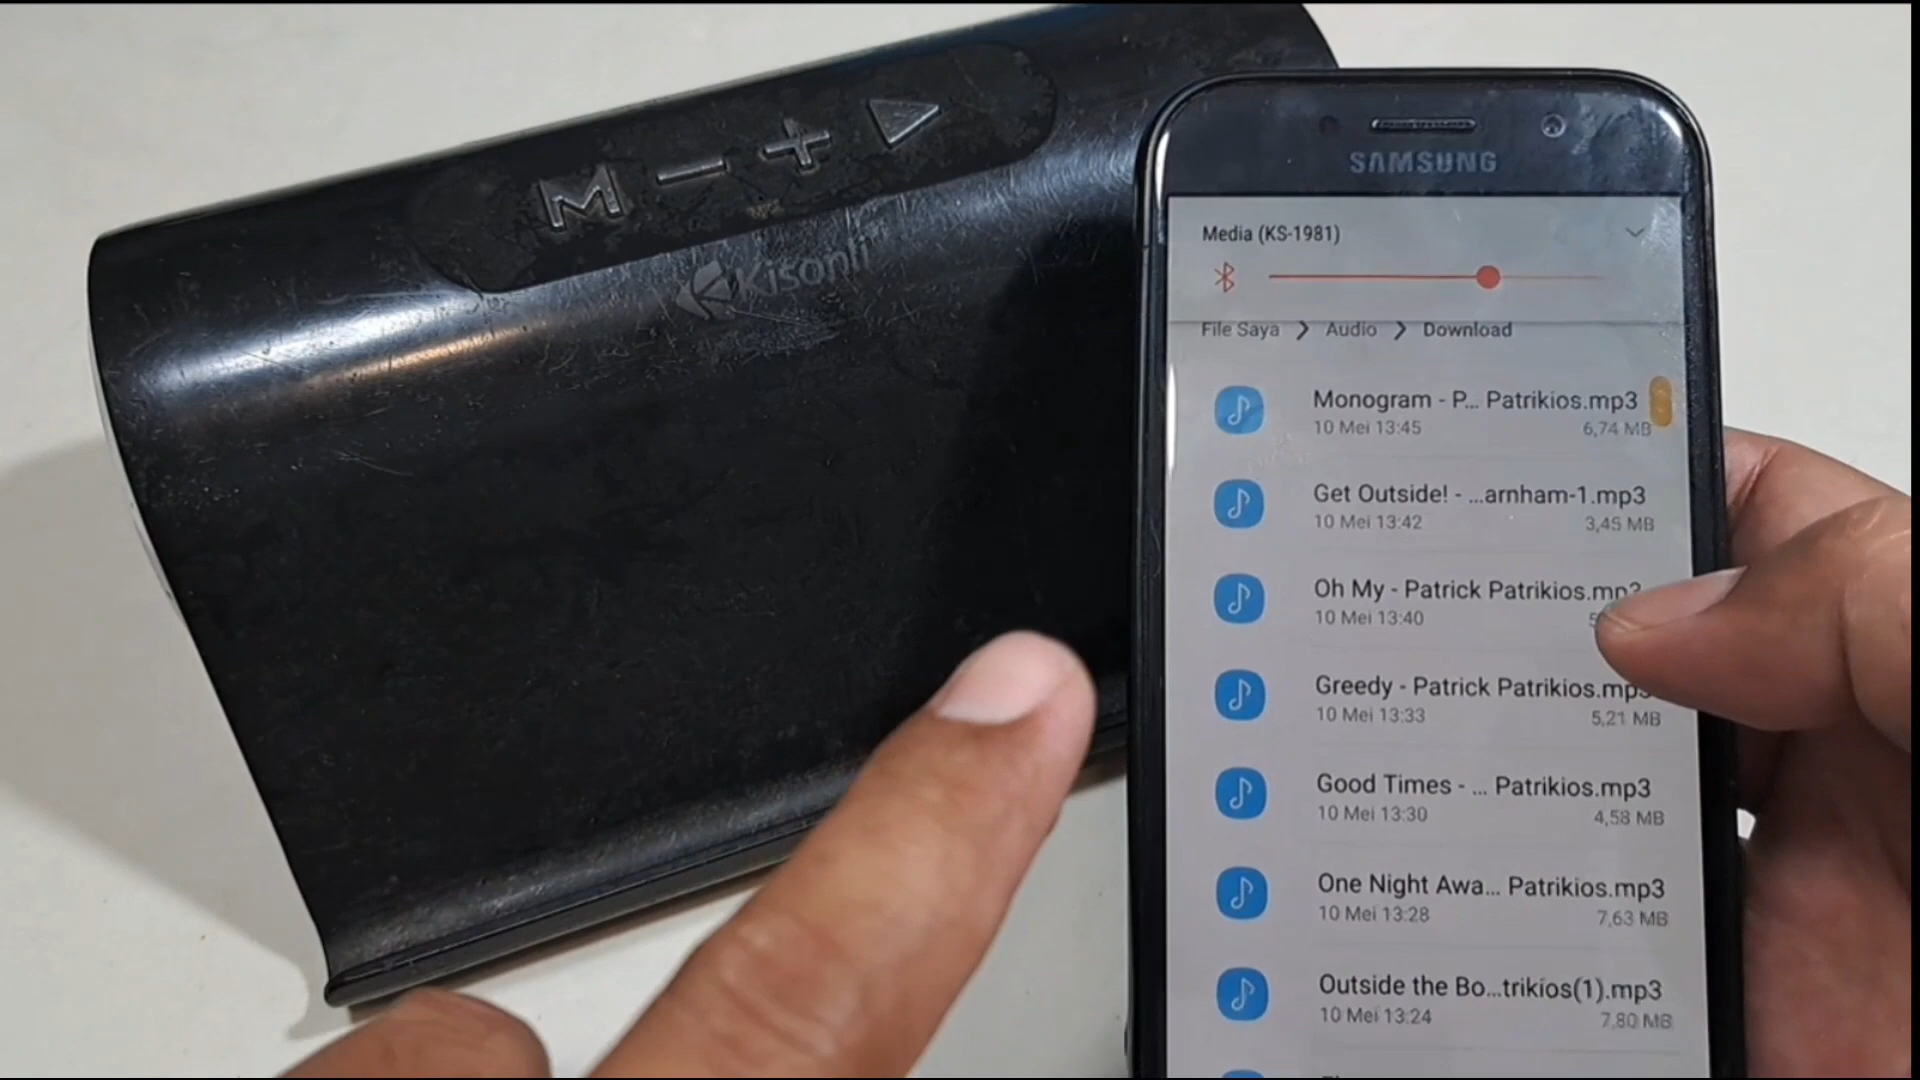 M - +
Kisonli
SAMSUNG
Media (KS-1981)
File Saya > Audio > Download
Monogram - P... Patrikios.mp3
10 Mei 13:45 6,74 MB
Get Outside! - ...arnham-1.mp3
10 Mei 13:42 3,45 MB
Oh My - Patrick Patrikios.mp3
10 Mei 13:40
Greedy - Patrick Patrikios.mp3
10 Mei 13:33 5,21 MB
Good Times - ... Patrikios.mp3
10 Mei 13:30 4,58 MB
One Night Awa... Patrikios.mp3
10 Mei 13:28 7,63 MB
Outside the Bo...trikios(1).mp3
10 Mei 13:24 7,80 MB